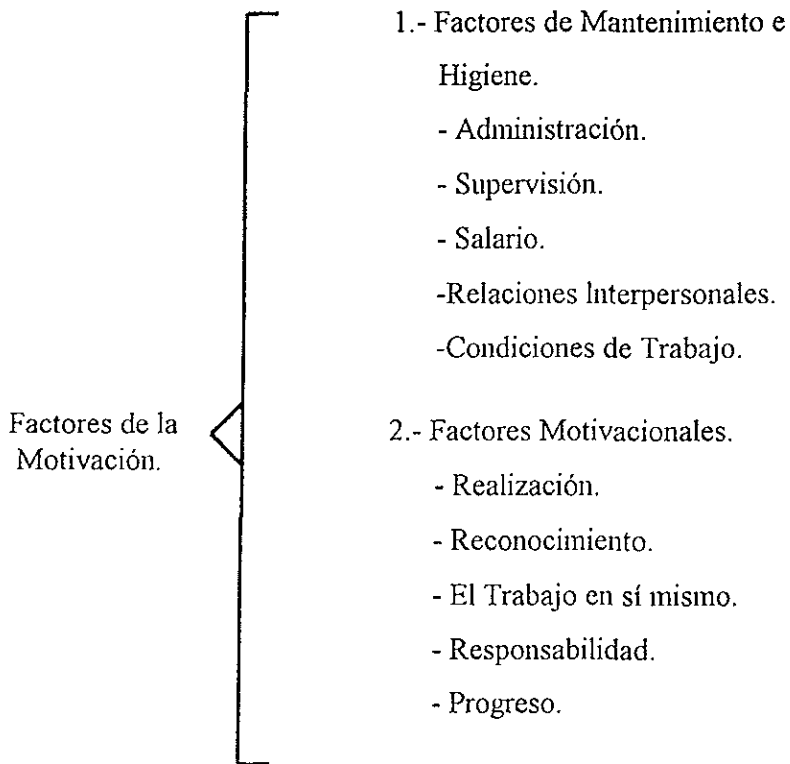 Factores de la
Motivación.
1.- Factores de Mantenimiento e
Higiene.
- Administración.
- Supervisión.
- Salario.
-Relaciones Interpersonales.
-Condiciones de Trabajo.
2.- Factores Motivacionales.
- Realización.
- Reconocimiento.
- El Trabajo en sí mismo.
- Responsabilidad.
- Progreso.